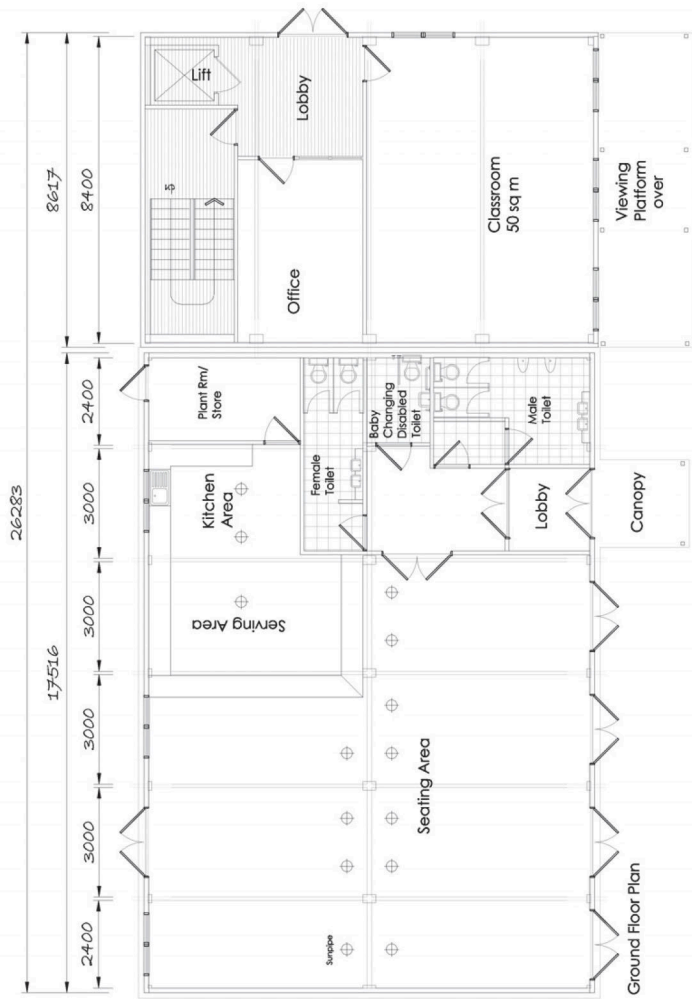 26283
17516
8617
2400
3000
3000
3000
3000
2400
8400
Lift
Lobby
Office
Classroom
50 sq m
Viewing
Platform
over
Plant Rm/
Store
Kitchen
Area
Serving Area
Female
Toilet
Baby
Changing
Disabled
Toilet
Male
Toilet
Lobby
Canopy
Seating Area
Sunpipe
Ground Floor Plan